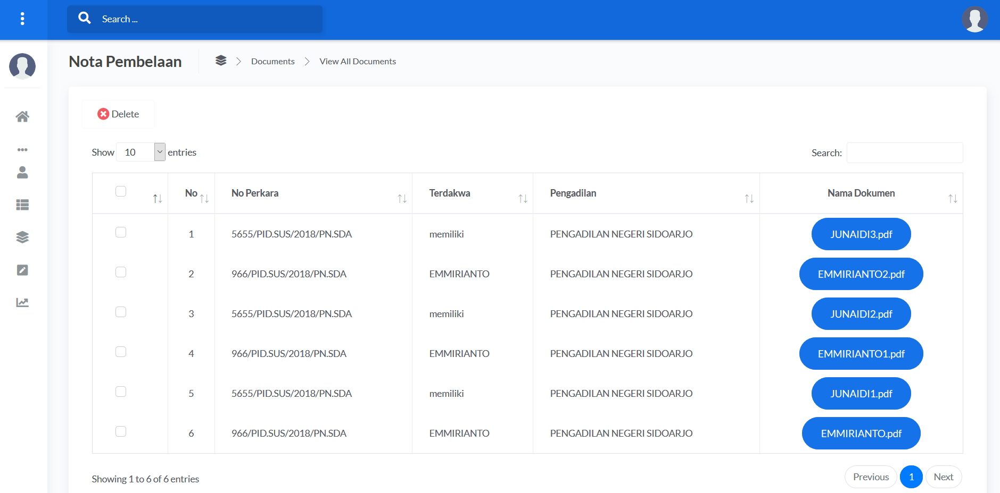 Search ...
Nota Pembelaan
Documents
View All Documents
Delete
Show 10 entries
Search:
No No Perkara Terdakwa Pengadilan Nama Dokumen
1 5655/PID.SUS/2018/PN.SDA memiliki PENGADILAN NEGERI SIDOARJO JUNAIDI3.pdf
2 966/PID.SUS/2018/PN.SDA EMMIRIANTO PENGADILAN NEGERI SIDOARJO EMMIRIANTO2.pdf
3 5655/PID.SUS/2018/PN.SDA memiliki PENGADILAN NEGERI SIDOARJO JUNAIDI2.pdf
4 966/PID.SUS/2018/PN.SDA EMMIRIANTO PENGADILAN NEGERI SIDOARJO EMMIRIANTO1.pdf
5 5655/PID.SUS/2018/PN.SDA memiliki PENGADILAN NEGERI SIDOARJO JUNAIDI1.pdf
6 966/PID.SUS/2018/PN.SDA EMMIRIANTO PENGADILAN NEGERI SIDOARJO EMMIRIANTO.pdf
Showing 1 to 6 of 6 entries
Previous 1 Next